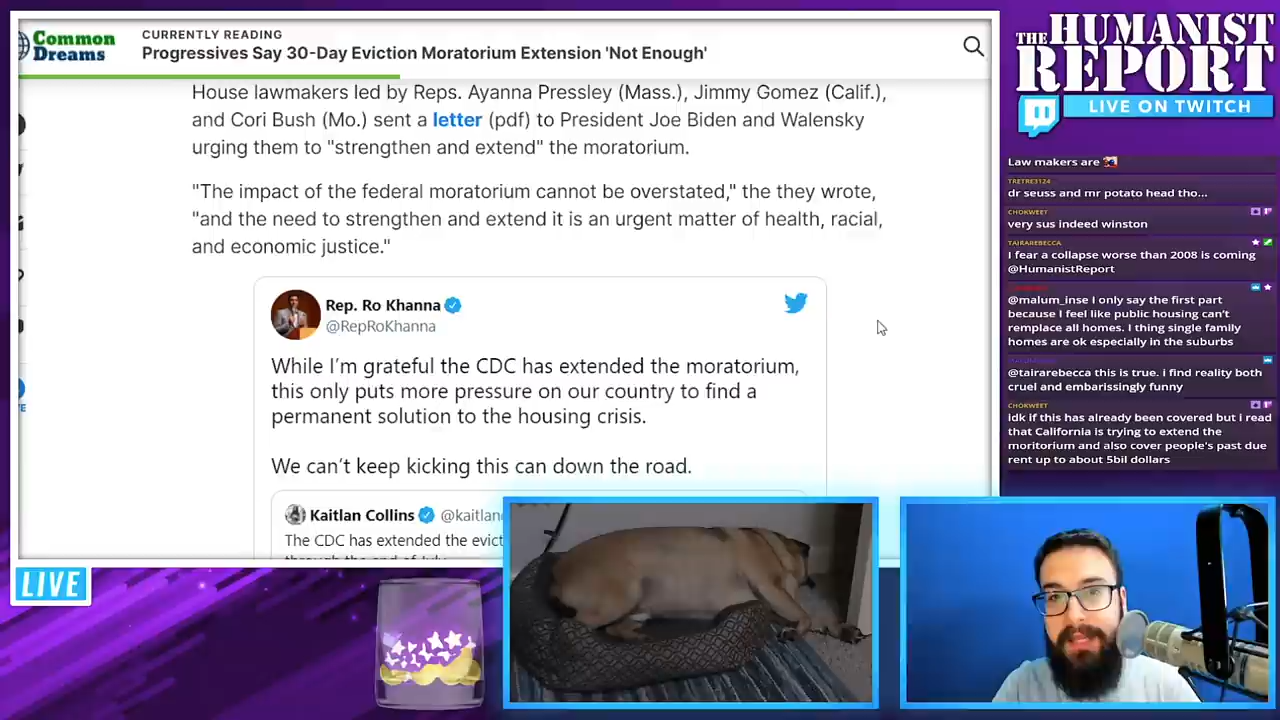 Common
Dreams
CURRENTLY READING
Progressives Say 30-Day Eviction Moratorium Extension 'Not Enough'
House lawmakers led by Reps. Ayanna Pressley (Mass.), Jimmy Gomez (Calif.),
and Cori Bush (Mo.) sent a letter (pdf) to President Joe Biden and Walensky
urging them to "strengthen and extend" the moratorium.
"The impact of the federal moratorium cannot be overstated," the they wrote,
"and the need to strengthen and extend it is an urgent matter of health, racial,
and economic justice."
Rep. Ro Khanna
@RepRoKhanna
While I'm grateful the CDC has extended the moratorium,
this only puts more pressure on our country to find a
permanent solution to the housing crisis.
We can't keep kicking this can down the road.
Kaitlan Collins @kaitlan
The CDC has extended the evict
through the end of July
LIVE
THE HUMANIST
REPORT
LIVE ON TWITCH
Law makers are
TRETRE3124
dr seuss and mr potato head tho...
CHOKWEET
very sus indeed winston
TAIRAREBECCA
I fear a collapse worse than 2008 is coming
@HumanistReport
@malum_inse I only say the first part
because I feel like public housing can't
remplace all homes. I thing single family
homes are ok especially in the suburbs
@tairarebecca this is true. i find reality both
cruel and embarissingly funny
CHOKWEET
idk if this has already been covered but i read
that California is trying to extend the
moritorium and also cover people's past due
rent up to about 5bil dollars